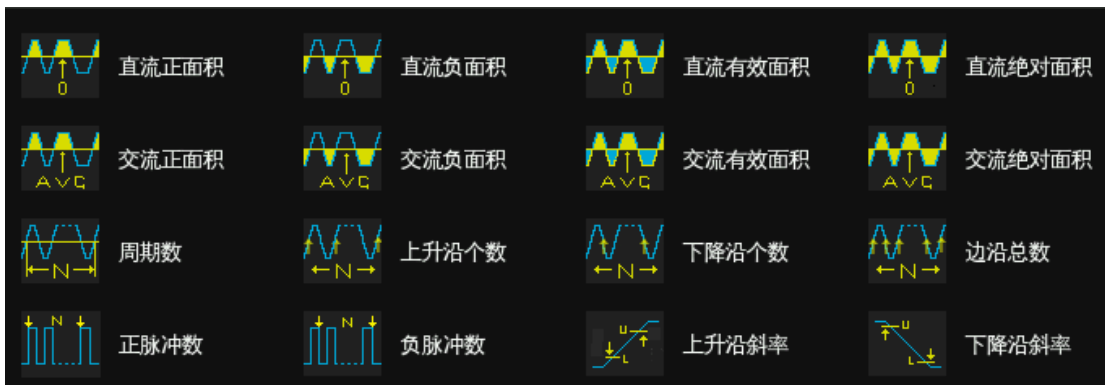 直流正面积 直流负面积 直流有效面积 直流绝对面积
0 0 0 0
交流正面积 交流负面积 交流有效面积 交流绝对面积
AVG AVG AVG AVG
周期数 上升沿个数 下降沿个数 边沿总数
N N N N
正脉冲数 负脉冲数 上升沿斜率 下降沿斜率
N N U L U L